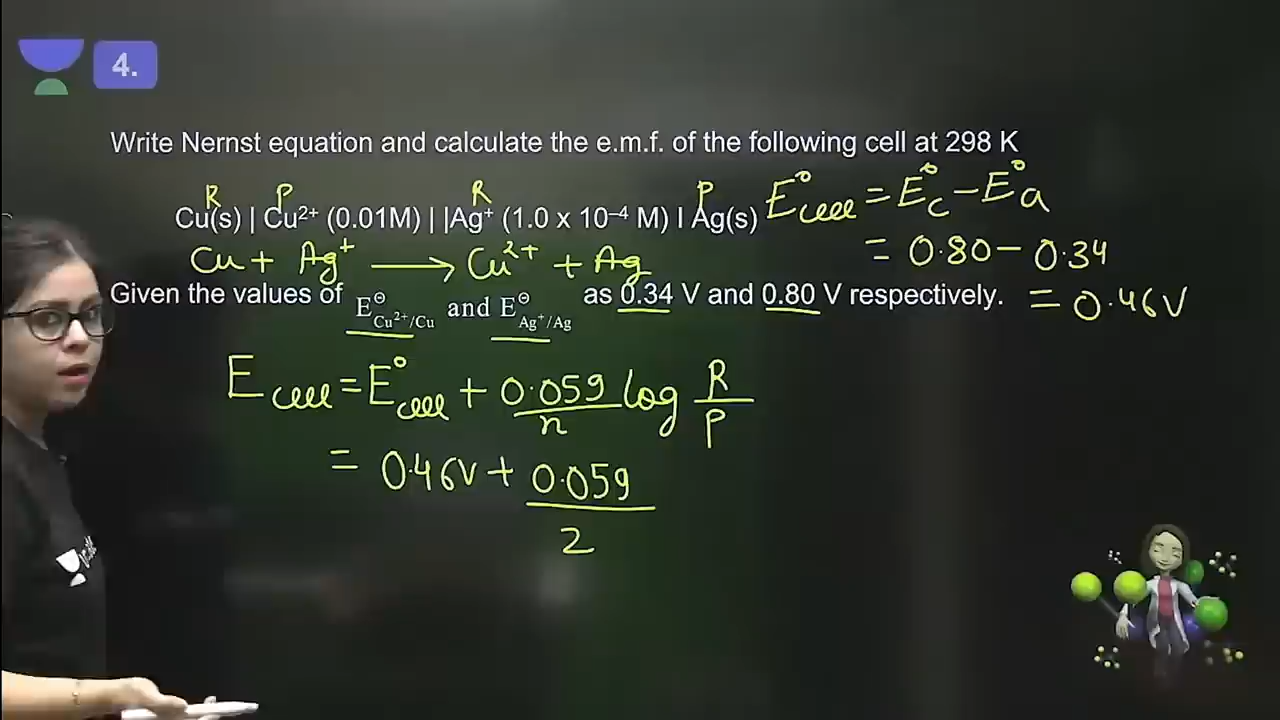 4.
Write Nernst equation and calculate the e.m.f. of the following cell at 298 K
R P R P
Cu(s) | Cu²⁺ (0.01M) | |Ag⁺ (1.0 x 10⁻⁴ M) I Ag(s)
E°cell = E°c − E°a
Cu + Ag⁺ ⟶ Cu²⁺ + Ag
= 0.80 − 0.34
Given the values of E⊖Cu²⁺/Cu and E⊖Ag⁺/Ag as 0.34 V and 0.80 V respectively.
= 0.46V
Ecell = E°cell + 0.059/n log R/P
= 0.46V + 0.059/2